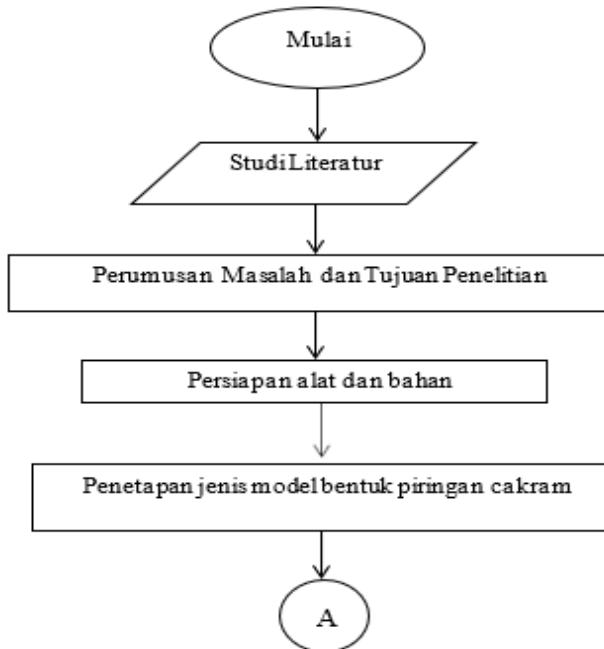 Mulai
Studi Literatur
Perumusan Masalah dan Tujuan Penelitian
Persiapan alat dan bahan
Penetapan jenis model bentuk piringan cakram
A